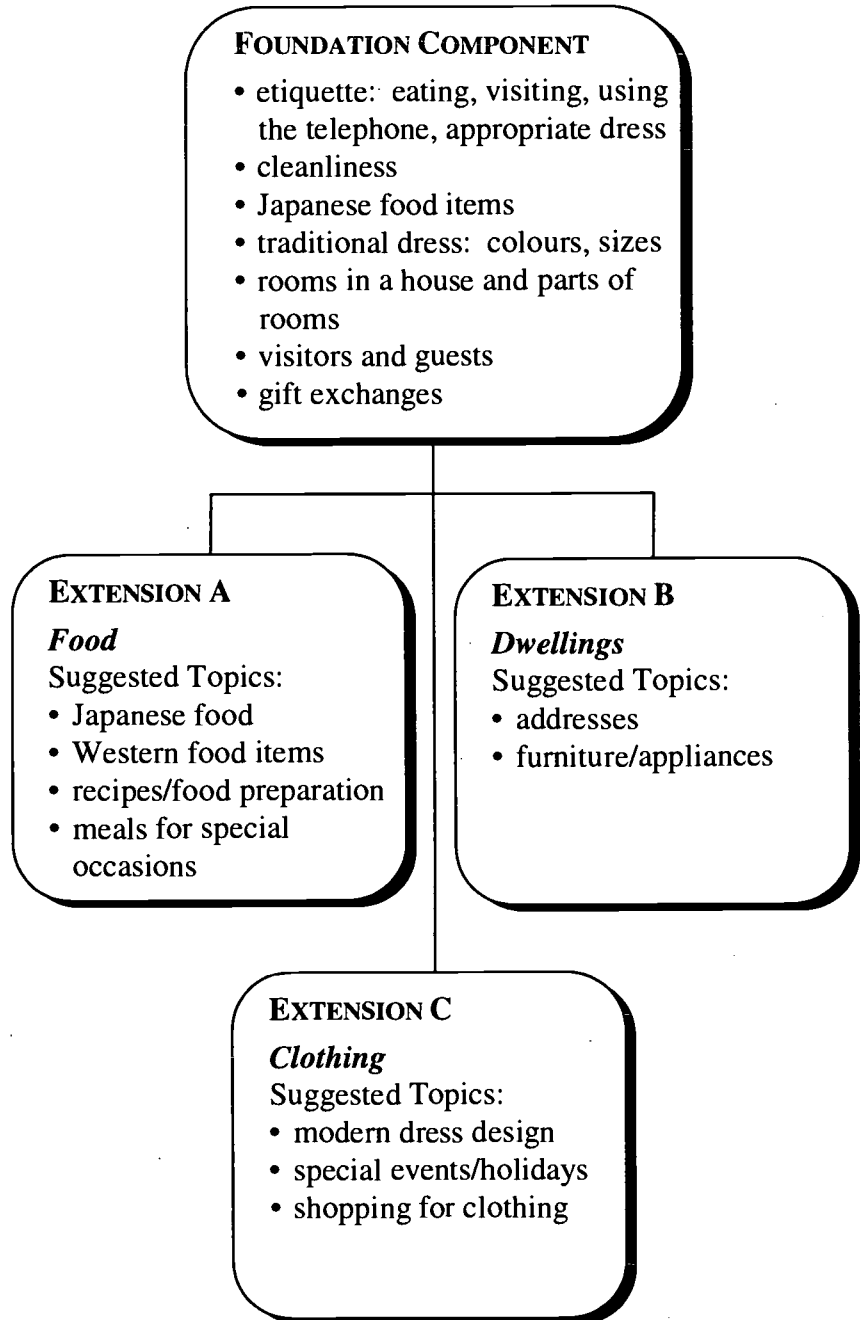 FOUNDATION COMPONENT
• etiquette: eating, visiting, using
the telephone, appropriate dress
• cleanliness
• Japanese food items
• traditional dress: colours, sizes
• rooms in a house and parts of
rooms
• visitors and guests
• gift exchanges
EXTENSION A
Food
Suggested Topics:
• Japanese food
• Western food items
• recipes/food preparation
• meals for special
occasions
EXTENSION B
Dwellings
Suggested Topics:
• addresses
• furniture/appliances
EXTENSION C
Clothing
Suggested Topics:
• modern dress design
• special events/holidays
• shopping for clothing